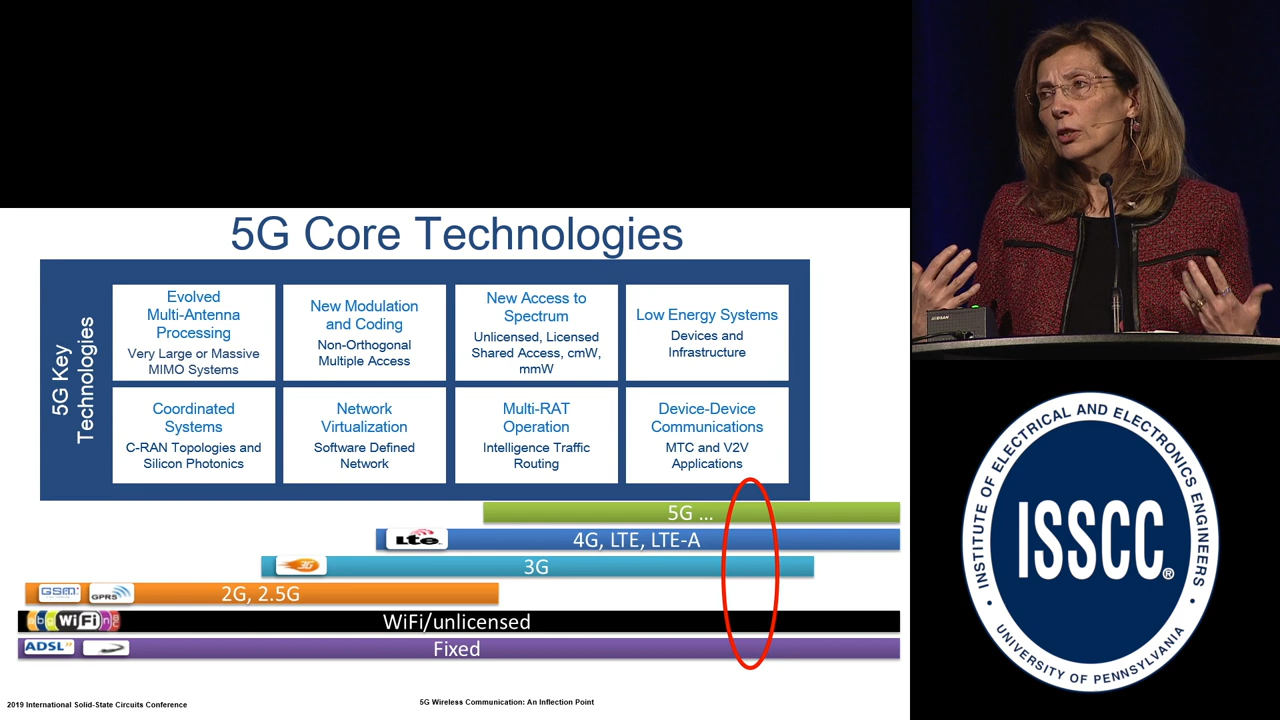 5G Core Technologies
5G Key
Technologies
Evolved
Multi-Antenna
Processing
Very Large or Massive
MIMO Systems
New Modulation
and Coding
Non-Orthogonal
Multiple Access
New Access to
Spectrum
Unlicensed, Licensed
Shared Access, cmW,
mmW
Low Energy Systems
Devices and
Infrastructure
Coordinated
Systems
C-RAN Topologies and
Silicon Photonics
Network
Virtualization
Software Defined
Network
Multi-RAT
Operation
Intelligence Traffic
Routing
Device-Device
Communications
MTC and V2V
Applications
5G ...
Lte
4G, LTE, LTE-A
3G
3G
GSM
GPRS
2G, 2.5G
abg WiFi n
WiFi/unlicensed
ADSL
Fixed
2019 International Solid-State Circuits Conference
5G Wireless Communication: An Inflection Point
INSTITUTE OF ELECTRICAL AND ELECTRONICS ENGINEERS
ISSCC®
UNIVERSITY OF PENNSYLVANIA